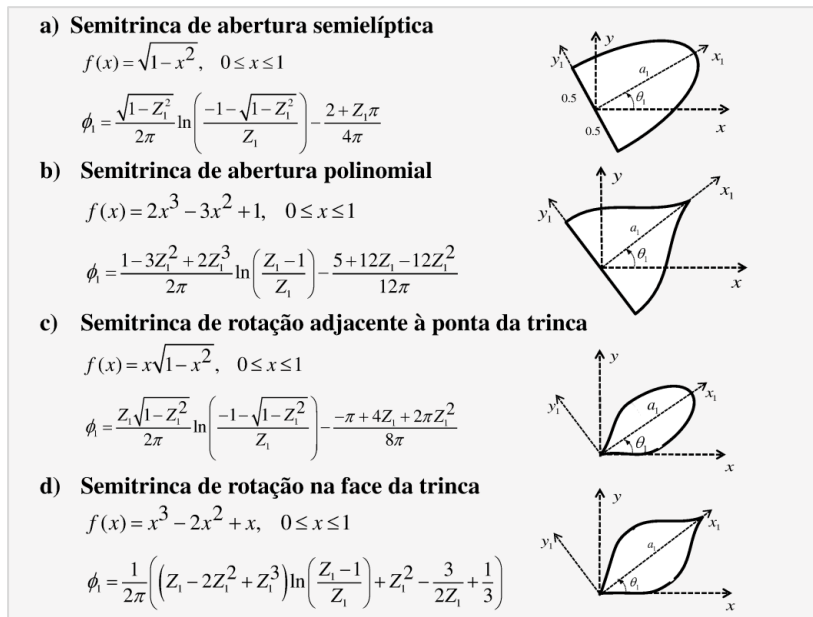 a) Semitrinca de abertura semielíptica
f(x) = √(1−x²), 0 ≤ x ≤ 1
ϕ₁ = √(1−Z₁²)/2π ln((−1−√(1−Z₁²))/Z₁) − (2+Z₁π)/4π
y
y₁
x₁
a₁
θ₁
0.5
0.5
x
b) Semitrinca de abertura polinomial
f(x) = 2x³ − 3x² + 1, 0 ≤ x ≤ 1
ϕ₁ = (1−3Z₁²+2Z₁³)/2π ln((Z₁−1)/Z₁) − (5+12Z₁−12Z₁²)/12π
y
x₁
y₁
a₁
θ₁
x
c) Semitrinca de rotação adjacente à ponta da trinca
f(x) = x√(1−x²), 0 ≤ x ≤ 1
ϕ₁ = Z₁√(1−Z₁²)/2π ln((−1−√(1−Z₁²))/Z₁) − (−π+4Z₁+2πZ₁²)/8π
y
x₁
y₁
a₁
θ₁
x
d) Semitrinca de rotação na face da trinca
f(x) = x³ − 2x² + x, 0 ≤ x ≤ 1
ϕ₁ = 1/2π((Z₁−2Z₁²+Z₁³)ln((Z₁−1)/Z₁)+Z₁²−3/2Z₁+1/3)
y
x₁
y₁
a₁
θ₁
x